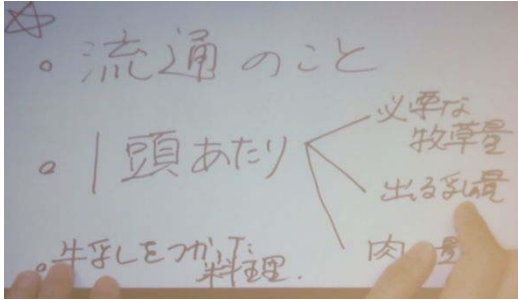 ☆
。流通のこと
。1頭あたり
必要な
牧草量
出る乳量
肉 量
。牛乳をつかった
料理.